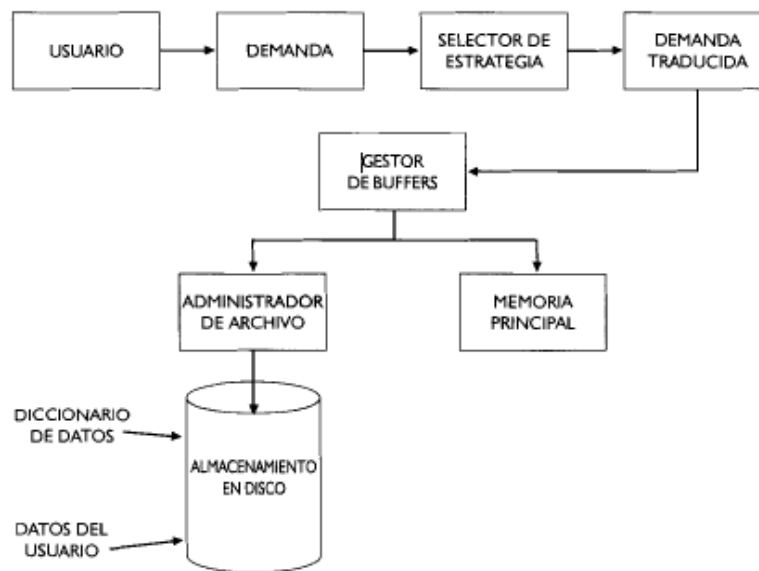 USUARIO
DEMANDA
SELECTOR DE
ESTRATEGIA
DEMANDA
TRADUCIDA
GESTOR
DE BUFFERS
ADMINISTRADOR
DE ARCHIVO
MEMORIA
PRINCIPAL
DICCIONARIO
DE DATOS
ALMACENAMIENTO
EN DISCO
DATOS DEL
USUARIO